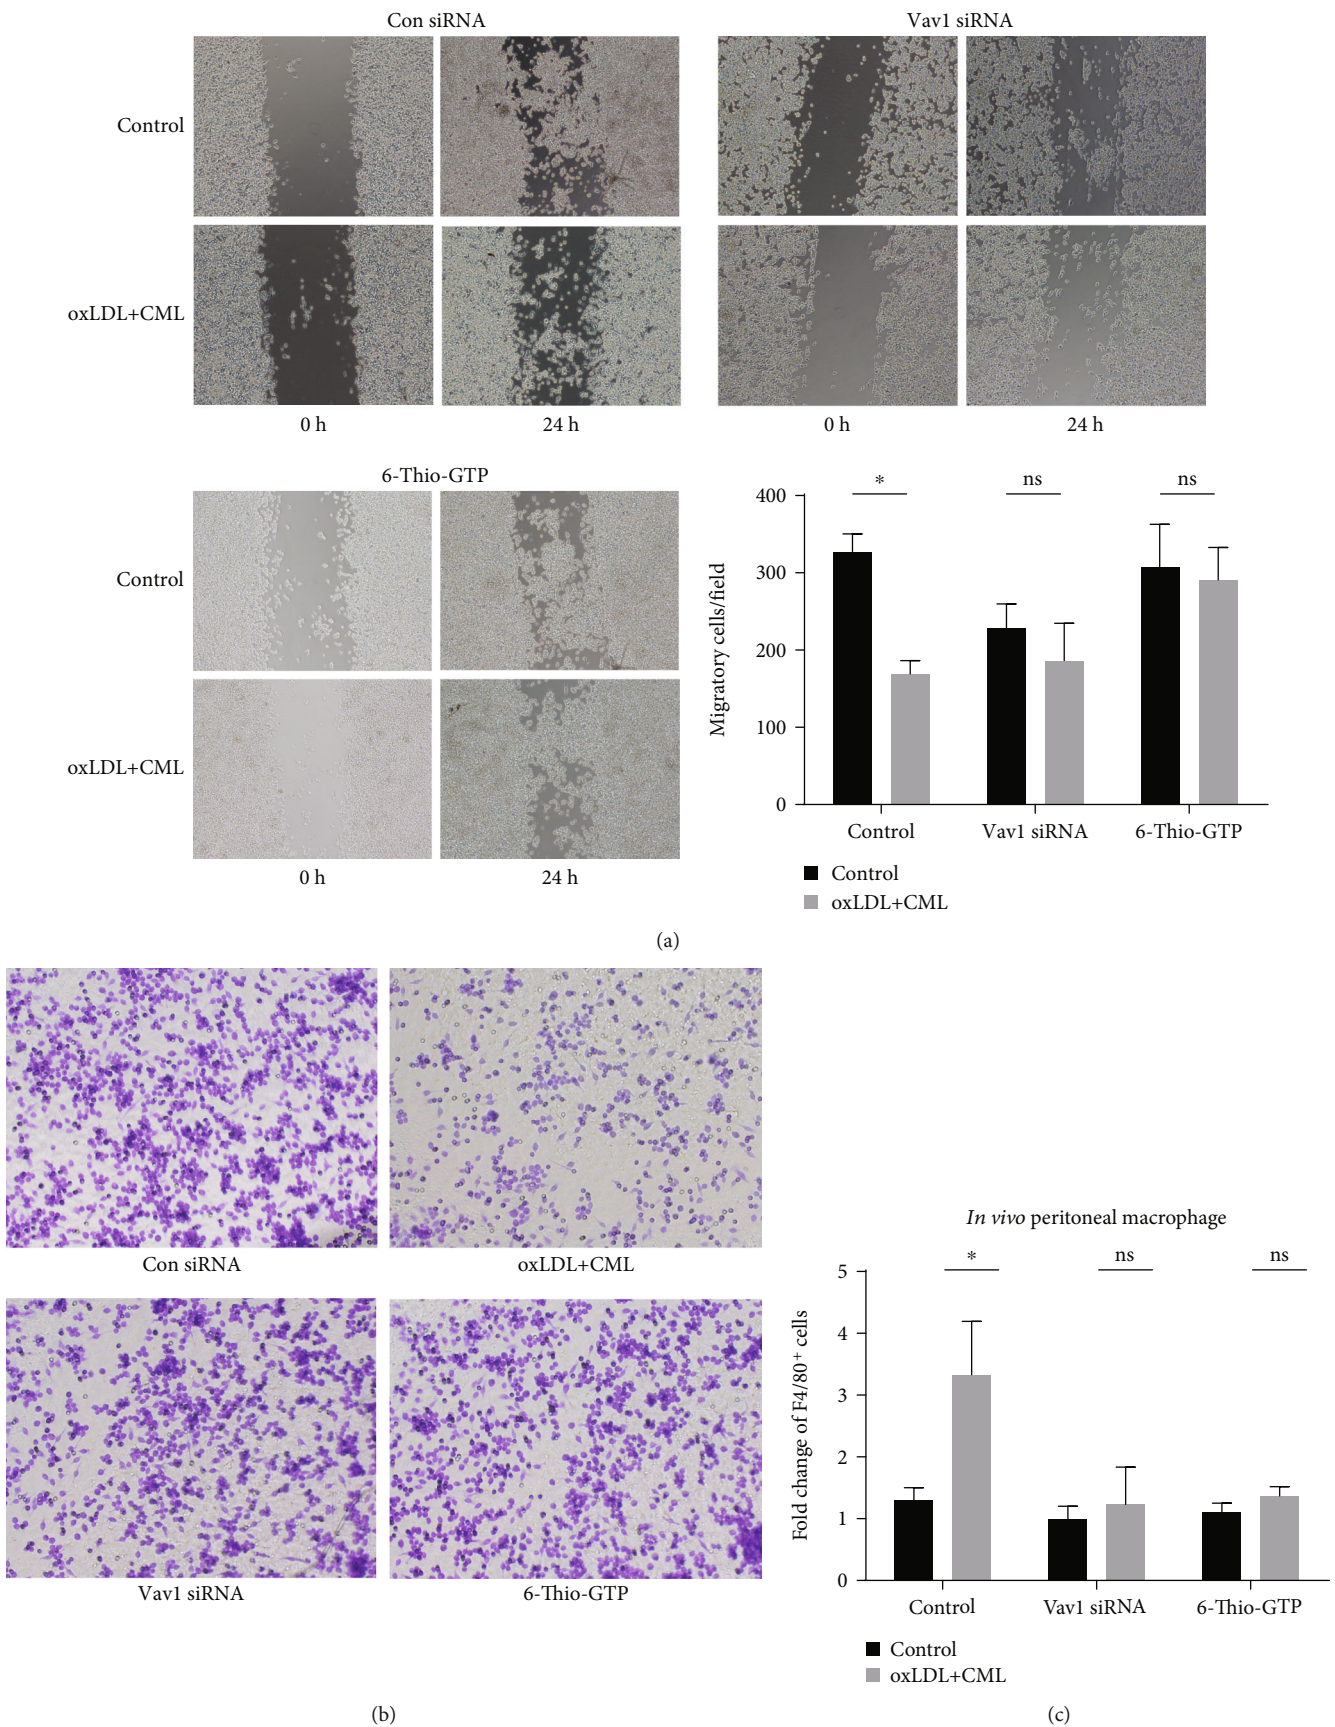 Con siRNA
Vav1 siRNA
Control
oxLDL+CML
0 h
24 h
0 h
24 h
6-Thio-GTP
Control
oxLDL+CML
0 h
24 h
* ns ns
400
300
200
100
0
Migratory cells/field
Control Vav1 siRNA 6-Thio-GTP
Control
oxLDL+CML
(a)
Con siRNA
oxLDL+CML
Vav1 siRNA
6-Thio-GTP
(b)
In vivo peritoneal macrophage
* ns ns
5
4
3
2
1
0
Fold change of F4/80⁺ cells
Control Vav1 siRNA 6-Thio-GTP
Control
oxLDL+CML
(c)